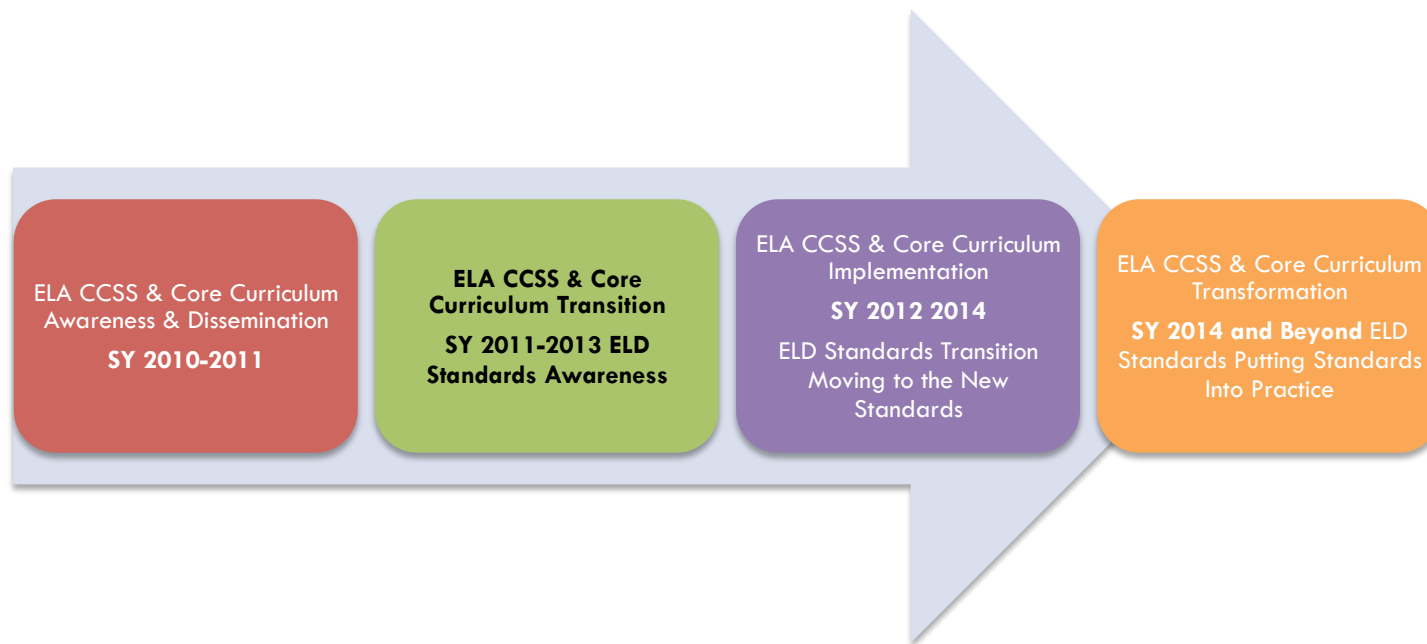 ELA CCSS & Core Curriculum
Awareness & Dissemination
SY 2010-2011
ELA CCSS & Core
Curriculum Transition
SY 2011-2013 ELD
Standards Awareness
ELA CCSS & Core Curriculum
Implementation
SY 2012 2014
ELD Standards Transition
Moving to the New
Standards
ELA CCSS & Core Curriculum
Transformation
SY 2014 and Beyond ELD
Standards Putting Standards
Into Practice